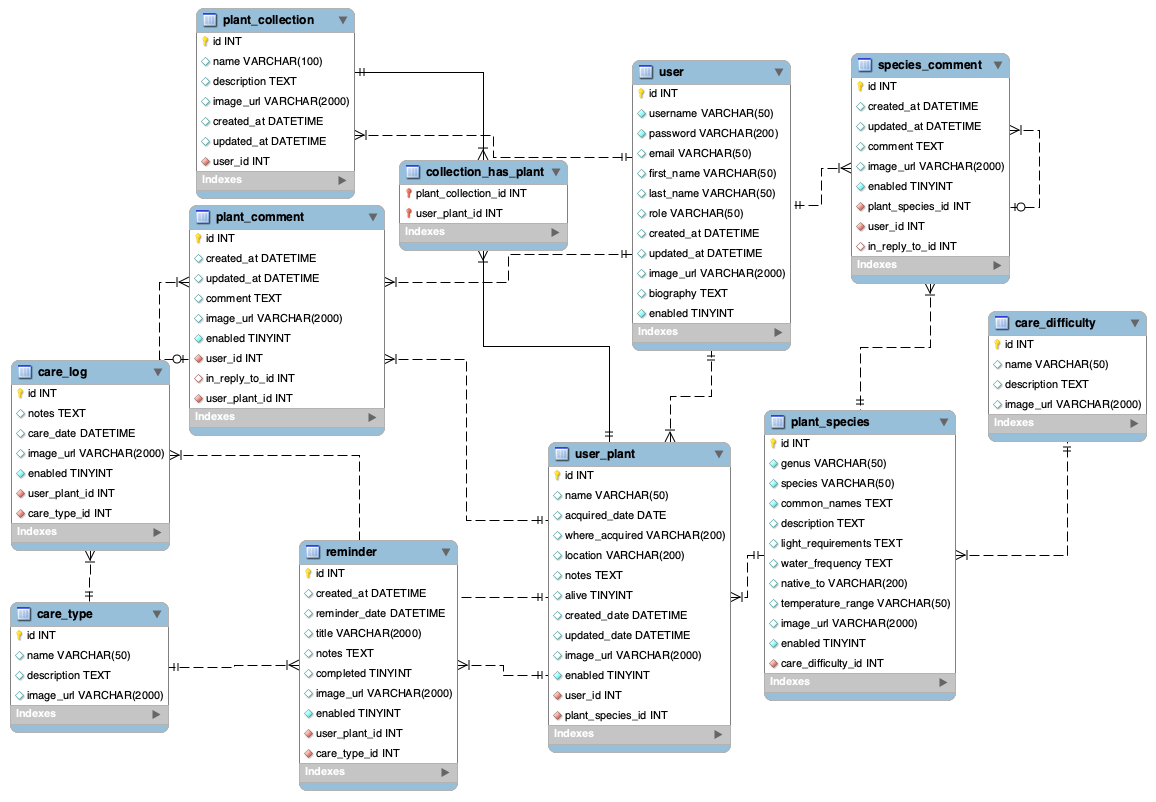 plant_collection
id INT
name VARCHAR(100)
description TEXT
image_url VARCHAR(2000)
created_at DATETIME
updated_at DATETIME
user_id INT
Indexes
user
id INT
username VARCHAR(50)
password VARCHAR(200)
email VARCHAR(50)
first_name VARCHAR(50)
last_name VARCHAR(50)
role VARCHAR(50)
created_at DATETIME
updated_at DATETIME
image_url VARCHAR(2000)
biography TEXT
enabled TINYINT
Indexes
species_comment
id INT
created_at DATETIME
updated_at DATETIME
comment TEXT
image_url VARCHAR(2000)
enabled TINYINT
plant_species_id INT
user_id INT
in_reply_to_id INT
Indexes
collection_has_plant
plant_collection_id INT
user_plant_id INT
Indexes
plant_comment
id INT
created_at DATETIME
updated_at DATETIME
comment TEXT
image_url VARCHAR(2000)
enabled TINYINT
user_id INT
in_reply_to_id INT
user_plant_id INT
Indexes
care_difficulty
id INT
name VARCHAR(50)
description TEXT
image_url VARCHAR(2000)
Indexes
care_log
id INT
notes TEXT
care_date DATETIME
image_url VARCHAR(2000)
enabled TINYINT
user_plant_id INT
care_type_id INT
Indexes
plant_species
id INT
genus VARCHAR(50)
species VARCHAR(50)
common_names TEXT
description TEXT
light_requirements TEXT
water_frequency TEXT
native_to VARCHAR(200)
temperature_range VARCHAR(50)
image_url VARCHAR(2000)
enabled TINYINT
care_difficulty_id INT
Indexes
user_plant
id INT
name VARCHAR(50)
acquired_date DATE
where_acquired VARCHAR(200)
location VARCHAR(200)
notes TEXT
alive TINYINT
created_date DATETIME
updated_date DATETIME
image_url VARCHAR(2000)
enabled TINYINT
user_id INT
plant_species_id INT
Indexes
reminder
id INT
created_at DATETIME
reminder_date DATETIME
title VARCHAR(2000)
notes TEXT
completed TINYINT
image_url VARCHAR(2000)
enabled TINYINT
user_plant_id INT
care_type_id INT
Indexes
care_type
id INT
name VARCHAR(50)
description TEXT
image_url VARCHAR(2000)
Indexes